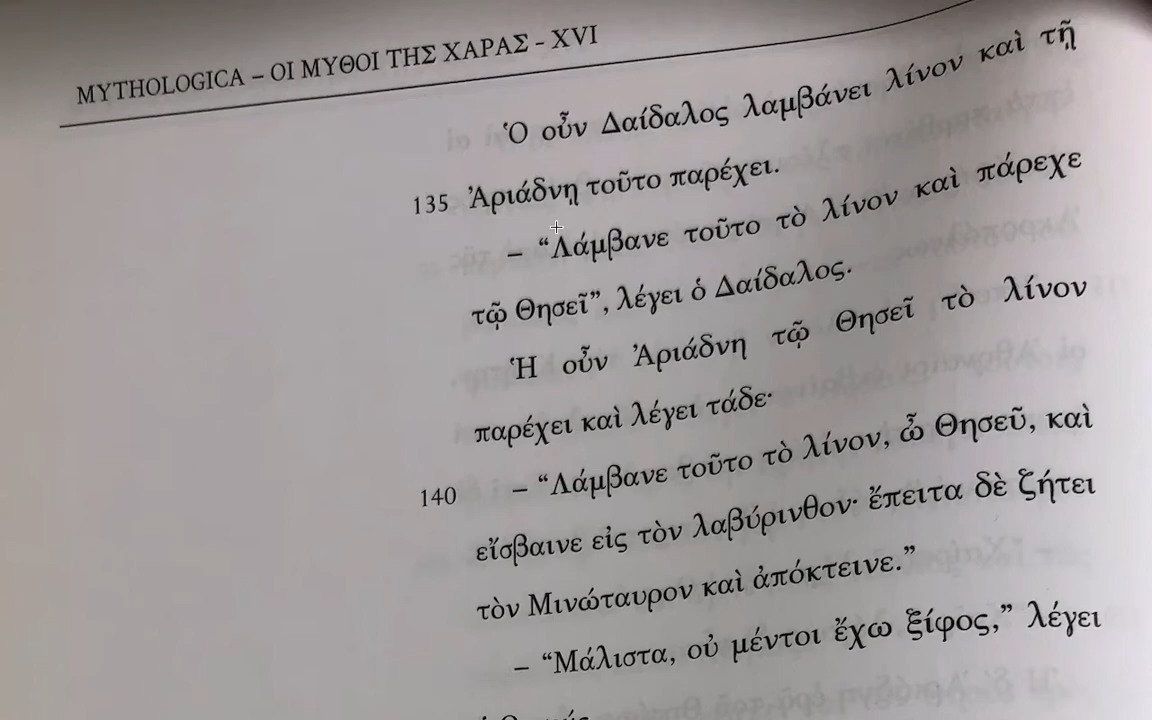 MYTHOLOGICA – ΟΙ ΜΥΘΟΙ ΤΗΣ ΧΑΡΑΣ - XVI
Ὁ οὖν Δαίδαλος λαμβάνει λίνον καὶ τῇ
135 Ἀριάδνῃ τοῦτο παρέχει.
– “Λάμβανε τοῦτο τὸ λίνον καὶ πάρεχε
τῷ Θησεῖ”, λέγει ὁ Δαίδαλος.
Ἡ οὖν Ἀριάδνη τῷ Θησεῖ τὸ λίνον
παρέχει καὶ λέγει τάδε·
140 – “Λάμβανε τοῦτο τὸ λίνον, ὦ Θησεῦ, καὶ
εἴσβαινε εἰς τὸν λαβύρινθον· ἔπειτα δὲ ζήτει
τὸν Μινώταυρον καὶ ἀπόκτεινε.”
– “Μάλιστα, οὐ μέντοι ἔχω ξίφος,” λέγει